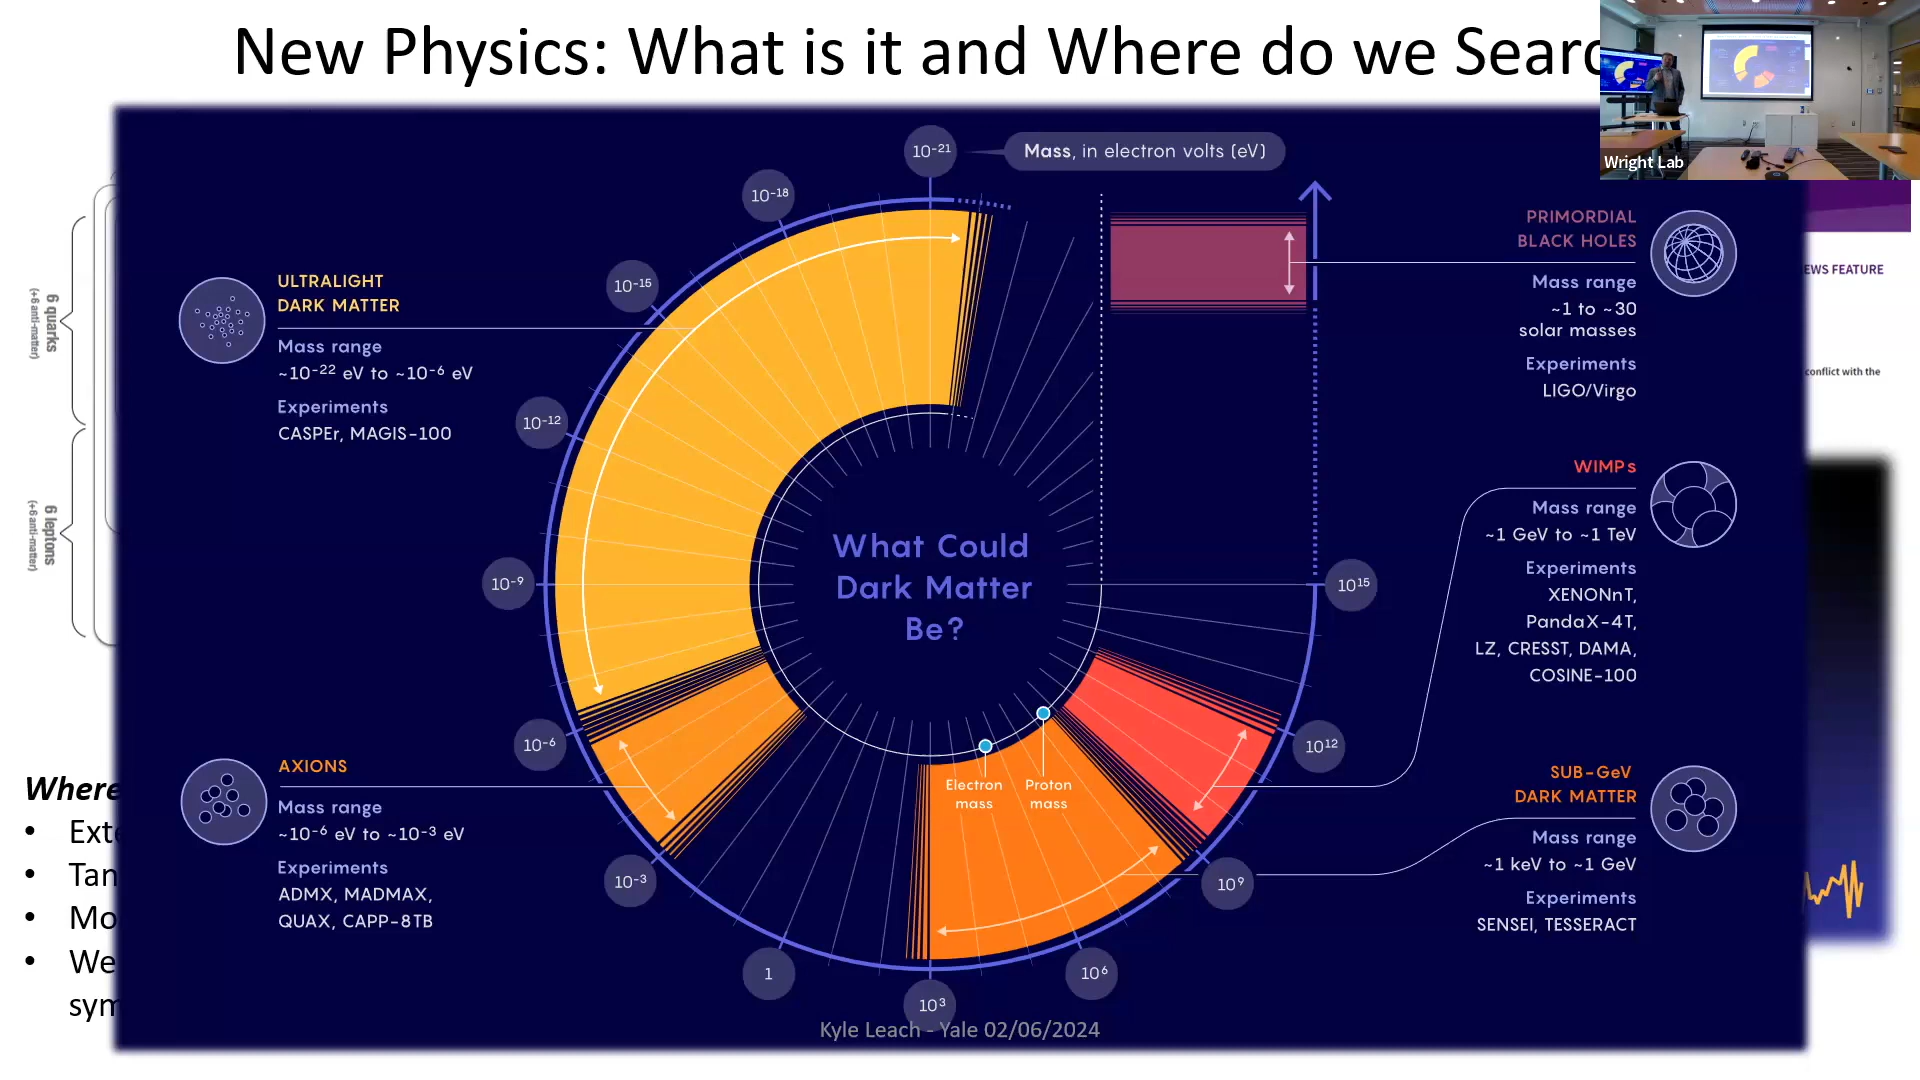 New Physics: What is it and Where do we Searc
Wright Lab
10⁻²¹
Mass, in electron volts (eV)
10⁻¹⁸
10⁻¹⁵
10⁻¹²
10⁻⁹
10⁻⁶
10⁻³
1
10³
10⁶
10⁹
10¹²
10¹⁵
ULTRALIGHT
DARK MATTER
Mass range
~10⁻²² eV to ~10⁻⁶ eV
Experiments
CASPEr, MAGIS-100
AXIONS
Mass range
~10⁻⁶ eV to ~10⁻³ eV
Experiments
ADMX, MADMAX,
QUAX, CAPP-8TB
What Could
Dark Matter
Be?
Electron
mass
Proton
mass
PRIMORDIAL
BLACK HOLES
Mass range
~1 to ~30
solar masses
Experiments
LIGO/Virgo
WIMPs
Mass range
~1 GeV to ~1 TeV
Experiments
XENONnT,
PandaX-4T,
LZ, CRESST, DAMA,
COSINE-100
SUB-GeV
DARK MATTER
Mass range
~1 keV to ~1 GeV
Experiments
SENSEI, TESSERACT
6 quarks
(+6 anti-matter)
6 leptons
(+6 anti-matter)
EWS FEATURE
conflict with the
Where
• Exte
• Tan
• Mo
• We
sym
Kyle Leach - Yale 02/06/2024